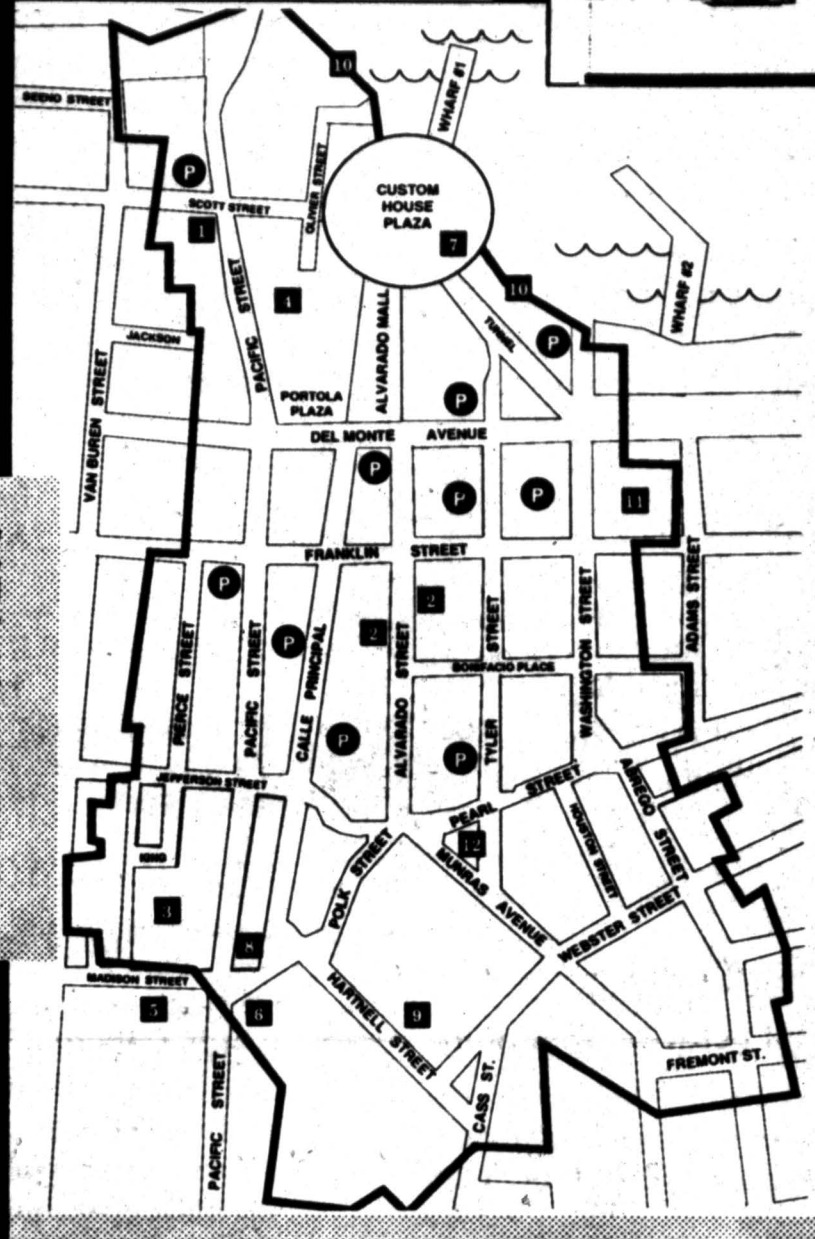 10
WHARF #1
SEENO STREET
P
CUSTOM
HOUSE
PLAZA
OLIVIER STREET
SCOTT STREET
1
7
10
WHARF #2
4
PACIFIC STREET
ALVARADO MALL
TUNNEL
P
JACKSON
VAN BUREN STREET
PORTOLA
PLAZA
P
DEL MONTE AVENUE
P
P
P
11
FRANKLIN STREET
P
2
2
P
PIERCE STREET
PACIFIC STREET
CALLE PRINCIPAL
ALVARADO STREET
TYLER STREET
WASHINGTON STREET
ADAMS STREET
BONIFACIO PLACE
P
P
JEFFERSON STREET
PEARL STREET
ABREGO STREET
HOUSTON STREET
12
MUNRAS AVENUE
POLK STREET
KING
3
8
WEBSTER STREET
MADISON STREET
5
6
HARTNELL STREET
9
FREMONT ST.
CASS ST.
PACIFIC STREET